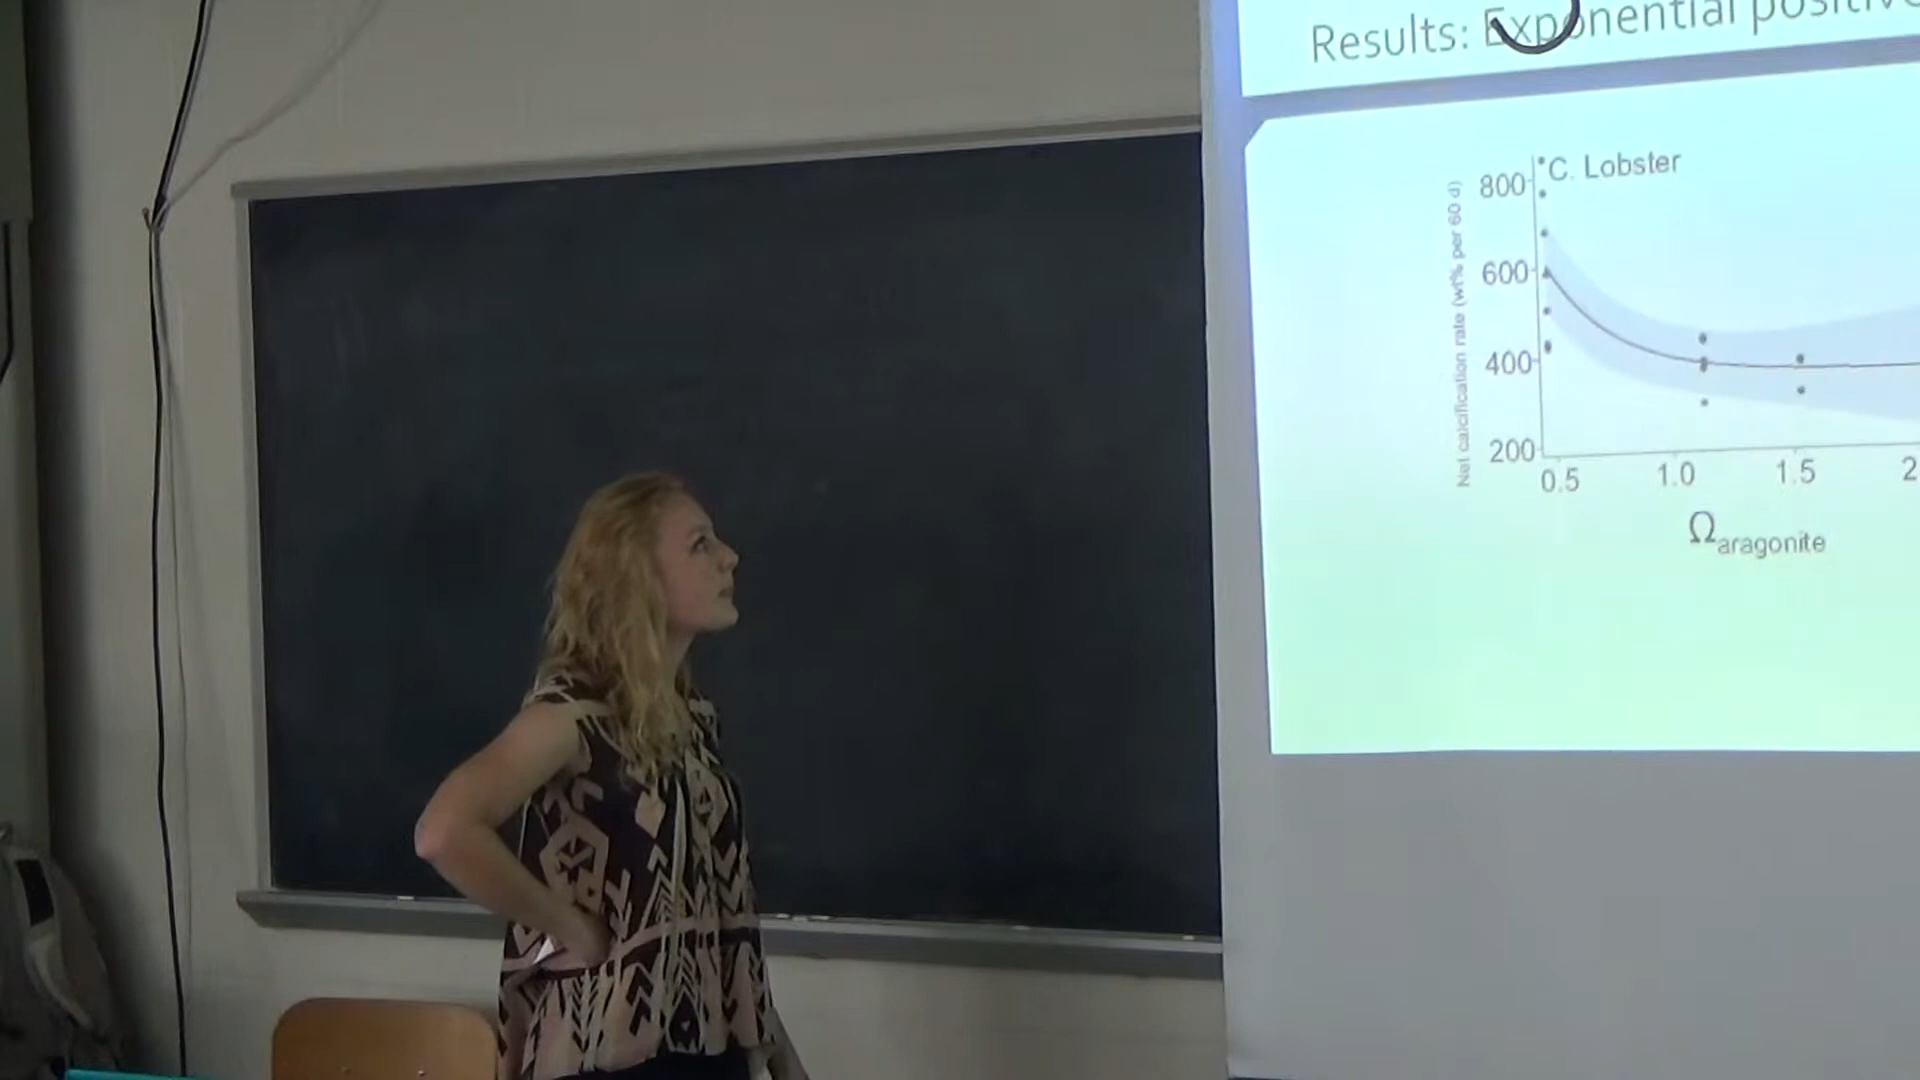 Results: Exponential positive
C. Lobster
Net calcification rate (wt% per 60 d)
800
600
400
200
0.5 1.0 1.5 2
Ωaragonite